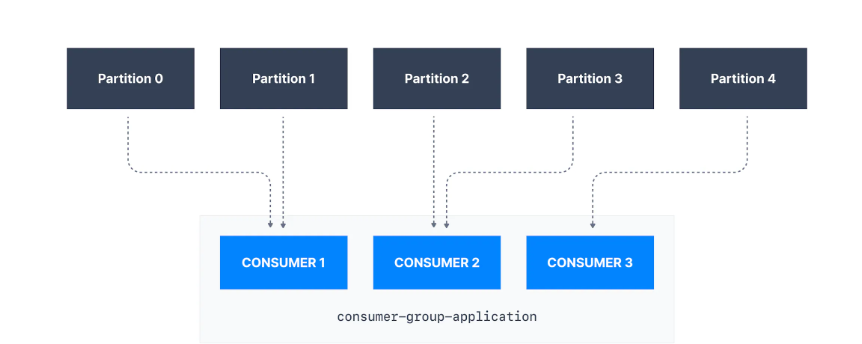 Partition 0
Partition 1
Partition 2
Partition 3
Partition 4
CONSUMER 1
CONSUMER 2
CONSUMER 3
consumer-group-application